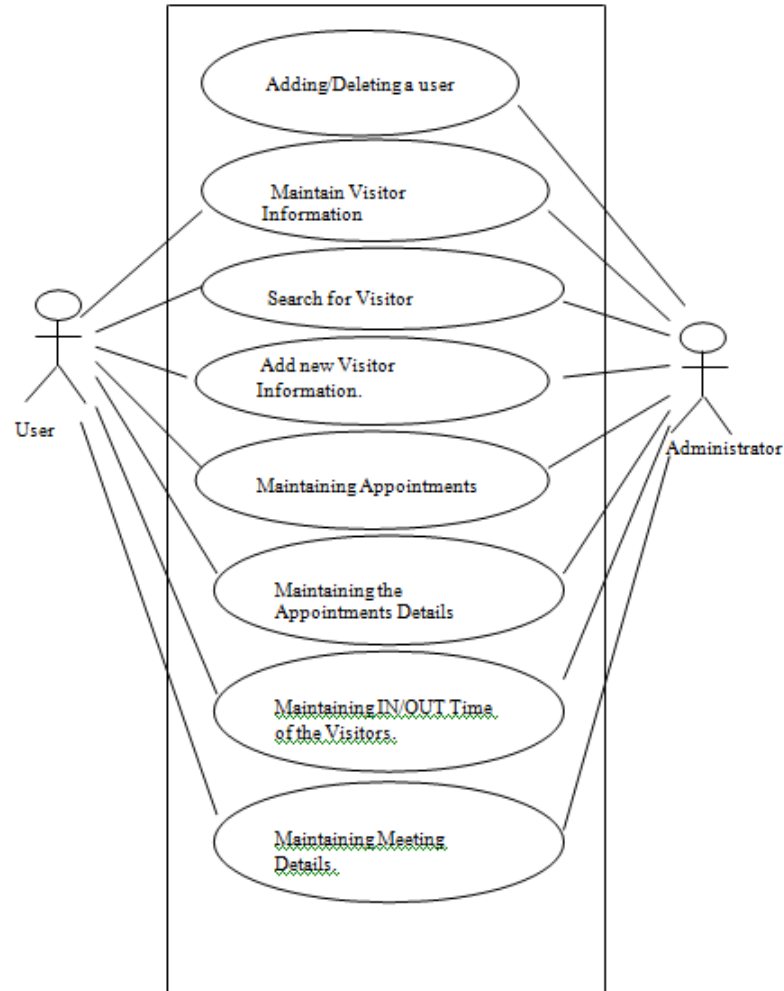 Adding/Deleting a user
Maintain Visitor
Information
Search for Visitor
Add new Visitor
Information.
User
Administrator
Maintaining Appointments
Maintaining the
Appointments Details
Maintaining IN/OUT Time
of the Visitors.
Maintaining Meeting
Details.